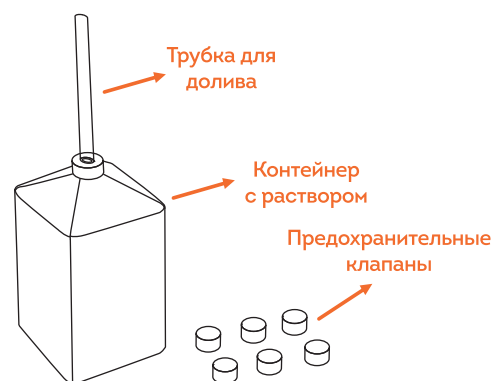 Трубка для
долива
Контейнер
с раствором
Предохранительные
клапаны